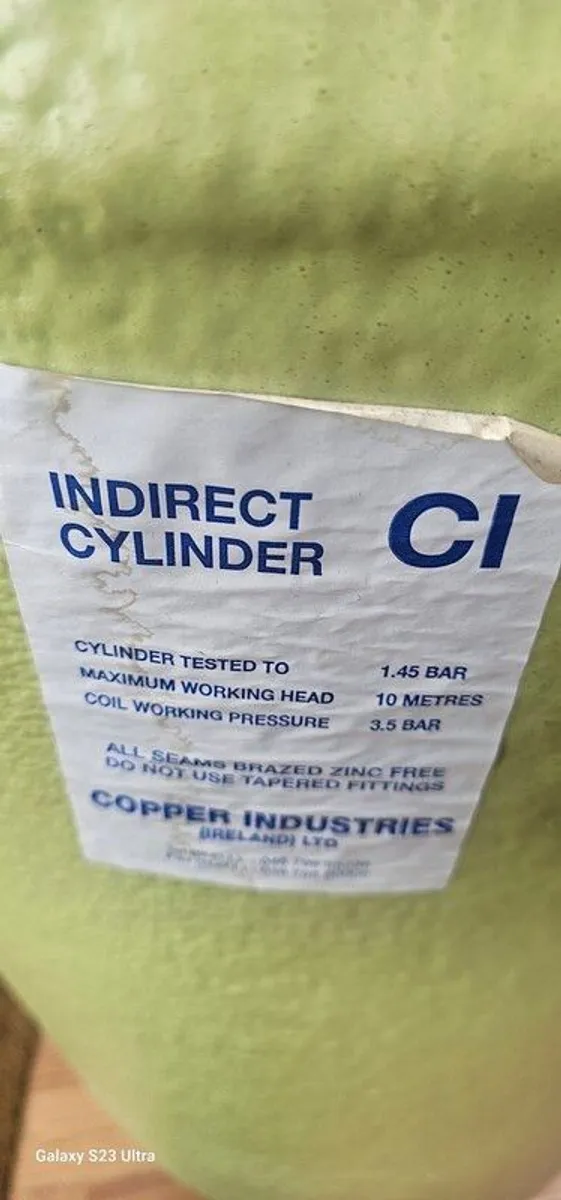 INDIRECT CI
CYLINDER
CYLINDER TESTED TO 1.45 BAR
MAXIMUM WORKING HEAD 10 METRES
COIL WORKING PRESSURE 3.5 BAR
ALL SEAMS BRAZED ZINC FREE
DO NOT USE TAPERED FITTINGS
COPPER INDUSTRIES
(IRELAND) LTD
Galaxy S23 Ultra